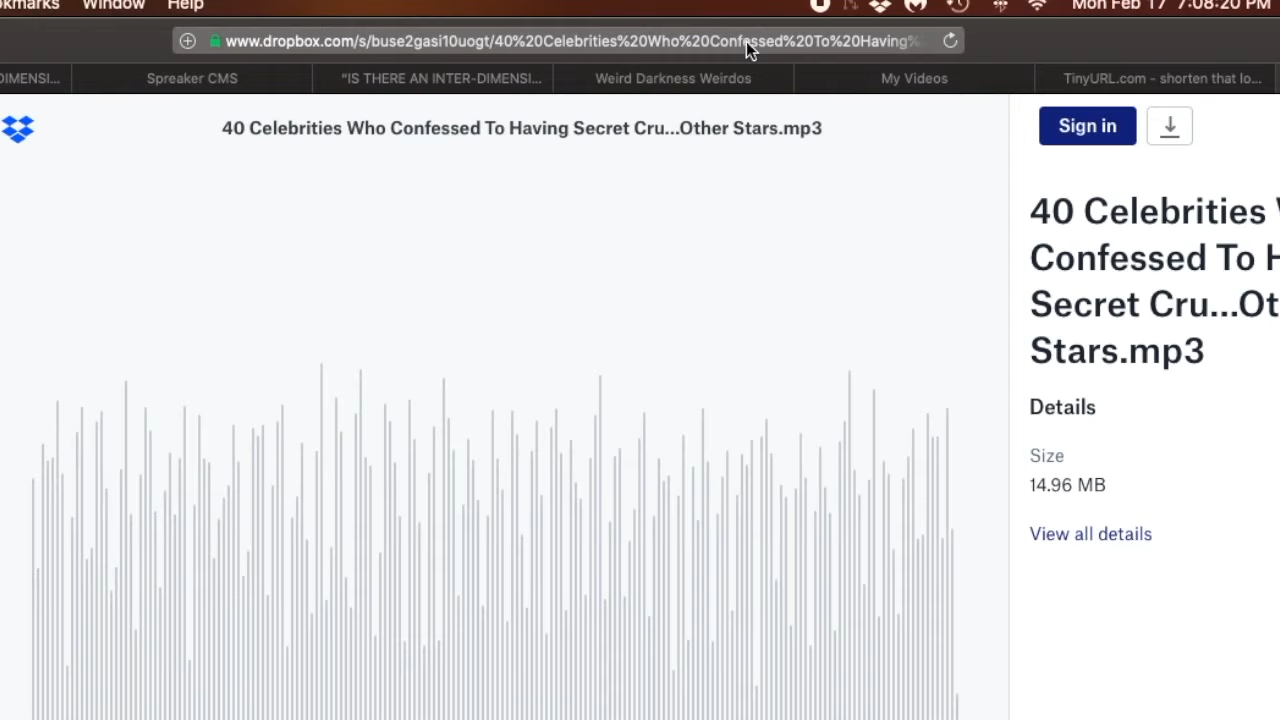 Window Help Mon Feb 17 7:08:20 PM
www.dropbox.com/s/buse2gasi10uogt/40%20Celebrities%20Who%20Confessed%20To%20Having%
DIMENSI... Spreaker CMS "IS THERE AN INTER-DIMENSI... Weird Darkness Weirdos My Videos TinyURL.com - shorten that lo...
40 Celebrities Who Confessed To Having Secret Cru...Other Stars.mp3
Sign in
40 Celebrities
Confessed To
Secret Cru...Ot
Stars.mp3
Details
Size
14.96 MB
View all details